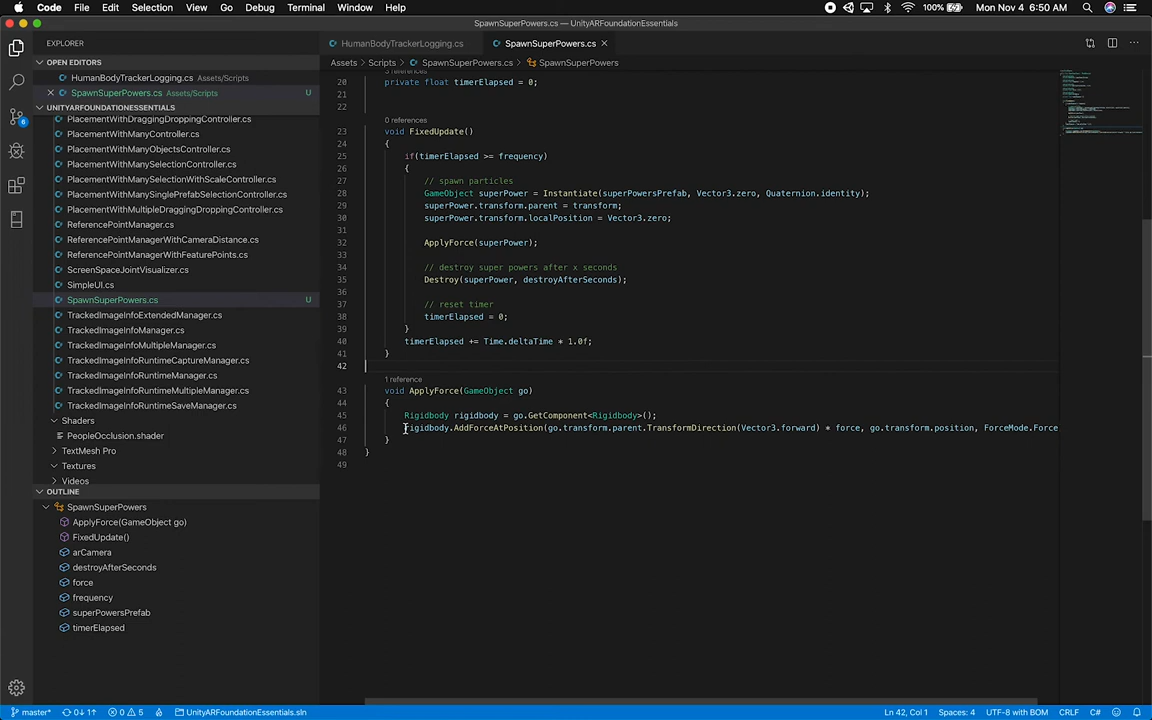 Code File Edit Selection View Go Debug Terminal Window Help 100% Mon Nov 4 6:50 AM
SpawnSuperPowers.cs — UnityARFoundationEssentials
EXPLORER
HumanBodyTrackerLogging.cs SpawnSuperPowers.cs
OPEN EDITORS
Assets Scripts SpawnSuperPowers.cs SpawnSuperPowers
HumanBodyTrackerLogging.cs Assets/Scripts
SpawnSuperPowers.cs Assets/Scripts U
UNITYARFOUNDATIONESSENTIALS
PlacementWithDraggingDroppingController.cs
PlacementWithManyController.cs
PlacementWithManyObjectsController.cs
PlacementWithManySelectionController.cs
PlacementWithManySelectionWithScaleController.cs
PlacementWithManySinglePrefabSelectionController.cs
PlacementWithMultipleDraggingDroppingController.cs
ReferencePointManager.cs
ReferencePointManagerWithCameraDistance.cs
ReferencePointManagerWithFeaturePoints.cs
ScreenSpaceJointVisualizer.cs
SimpleUI.cs
SpawnSuperPowers.cs U
TrackedImageInfoExtendedManager.cs
TrackedImageInfoManager.cs
TrackedImageInfoMultipleManager.cs
TrackedImageInfoRuntimeCaptureManager.cs
TrackedImageInfoRuntimeManager.cs
TrackedImageInfoRuntimeMultipleManager.cs
TrackedImageInfoRuntimeSaveManager.cs
Shaders
PeopleOcclusion.shader
TextMesh Pro
Textures
Videos
OUTLINE
SpawnSuperPowers
ApplyForce(GameObject go)
FixedUpdate()
arCamera
destroyAfterSeconds
force
frequency
superPowersPrefab
timerElapsed
3 references
20 private float timerElapsed = 0;
21
22
0 references
23 void FixedUpdate()
24 {
25 if(timerElapsed >= frequency)
26 {
27 // spawn particles
28 GameObject superPower = Instantiate(superPowersPrefab, Vector3.zero, Quaternion.identity);
29 superPower.transform.parent = transform;
30 superPower.transform.localPosition = Vector3.zero;
31
32 ApplyForce(superPower);
33
34 // destroy super powers after x seconds
35 Destroy(superPower, destroyAfterSeconds);
36
37 // reset timer
38 timerElapsed = 0;
39 }
40 timerElapsed += Time.deltaTime * 1.0f;
41 }
42
1 reference
43 void ApplyForce(GameObject go)
44 {
45 Rigidbody rigidbody = go.GetComponent<Rigidbody>();
46 rigidbody.AddForceAtPosition(go.transform.parent.TransformDirection(Vector3.forward) * force, go.transform.position, ForceMode.Force
47 }
48 }
49
6
master* 0↓ 1↑ 0 5 UnityARFoundationEssentials.sln Ln 42, Col 1 Spaces: 4 UTF-8 with BOM CRLF C#